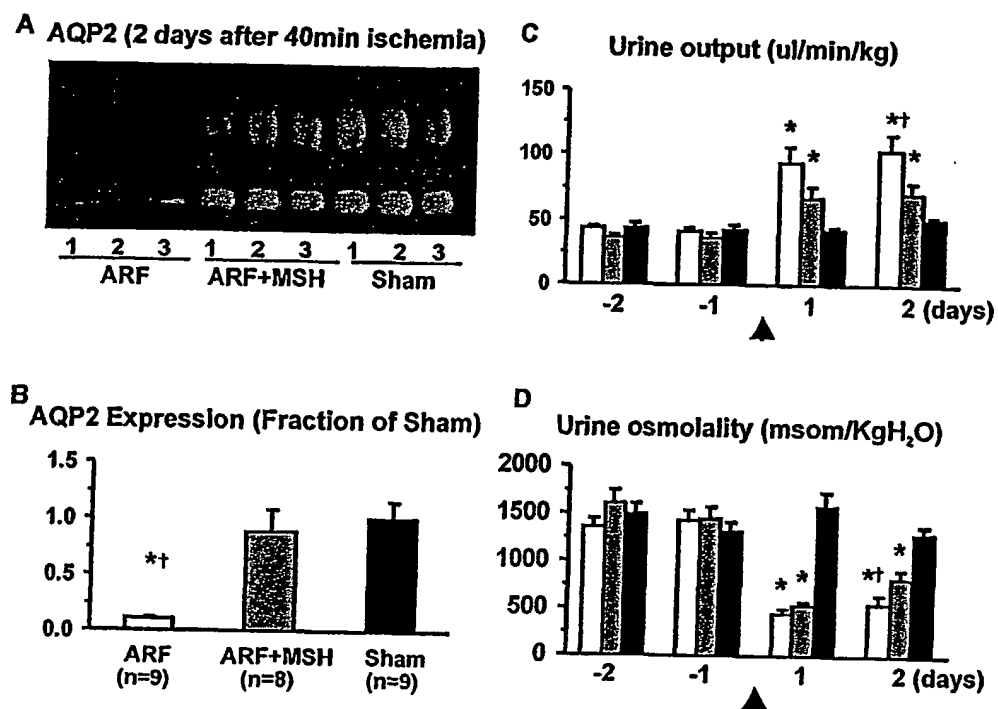 A AQP2 (2 days after 40min ischemia)
1 2 3 1 2 3 1 2 3
ARF ARF+MSH Sham
B
AQP2 Expression (Fraction of Sham)
1.5
1.0
0.5
0.0
*†
ARF ARF+MSH Sham
(n=9) (n=8) (n=9)
C
Urine output (ul/min/kg)
150
100
50
0
* * *† *
-2 -1 1 2 (days)
D
Urine osmolality (msom/KgH₂O)
2000
1500
1000
500
0
* * *† *
-2 -1 1 2 (days)